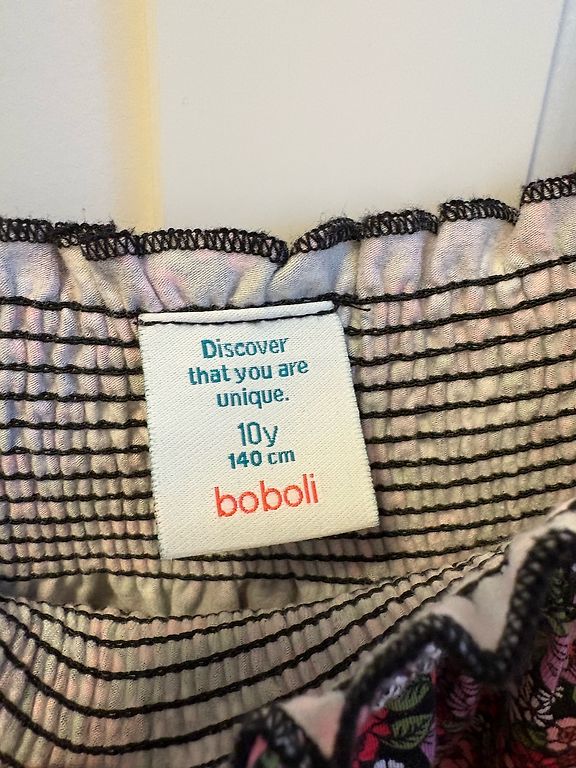 Discover
that you are
unique.
10y
140 cm
boboli